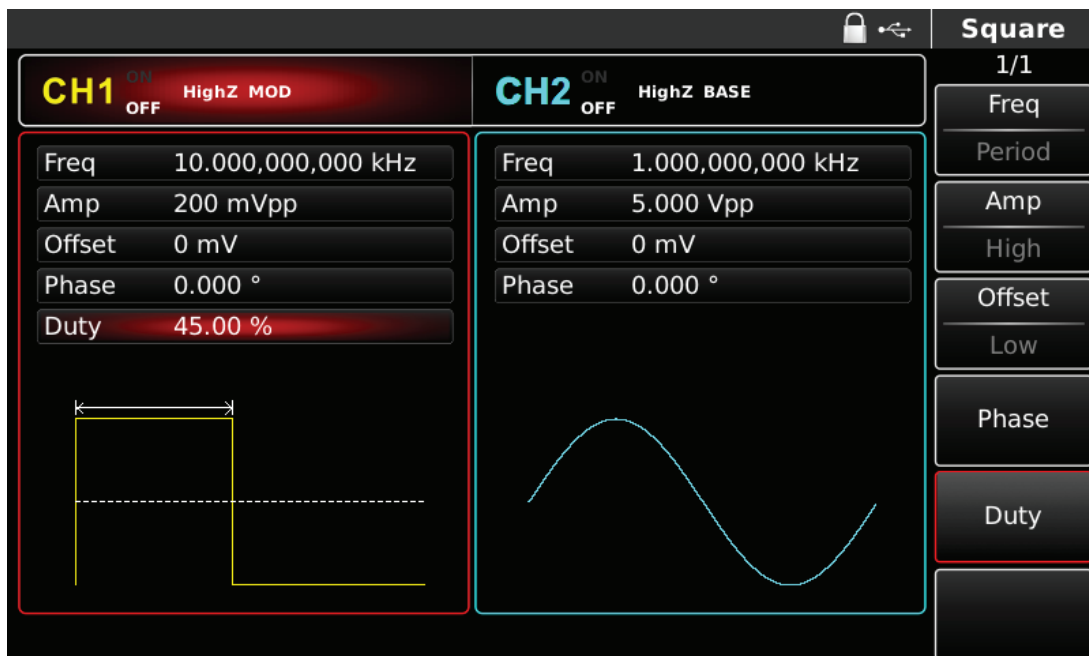 Square
1/1
CH1 ON OFF HighZ MOD
CH2 ON OFF HighZ BASE
Freq 10.000,000,000 kHz
Amp 200 mVpp
Offset 0 mV
Phase 0.000 °
Duty 45.00 %
Freq 1.000,000,000 kHz
Amp 5.000 Vpp
Offset 0 mV
Phase 0.000 °
Freq
Period
Amp
High
Offset
Low
Phase
Duty